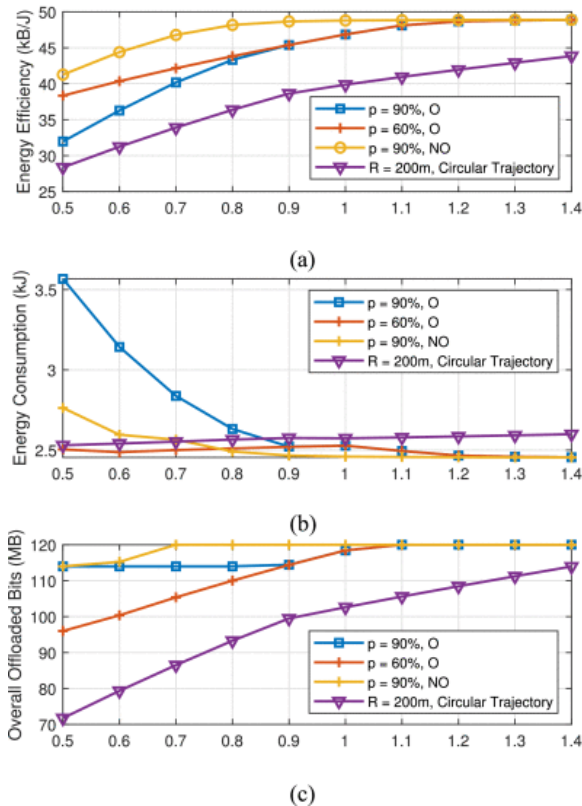 Energy Efficiency (kB/J)
50
45
40
35
30
25
p = 90%, O
p = 60%, O
p = 90%, NO
R = 200m, Circular Trajectory
0.5 0.6 0.7 0.8 0.9 1 1.1 1.2 1.3 1.4
(a)
Energy Consumption (kJ)
3.5
3
2.5
p = 90%, O
p = 60%, O
p = 90%, NO
R = 200m, Circular Trajectory
0.5 0.6 0.7 0.8 0.9 1 1.1 1.2 1.3 1.4
(b)
Overall Offloaded Bits (MB)
120
110
100
90
80
70
p = 90%, O
p = 60%, O
p = 90%, NO
R = 200m, Circular Trajectory
0.5 0.6 0.7 0.8 0.9 1 1.1 1.2 1.3 1.4
(c)